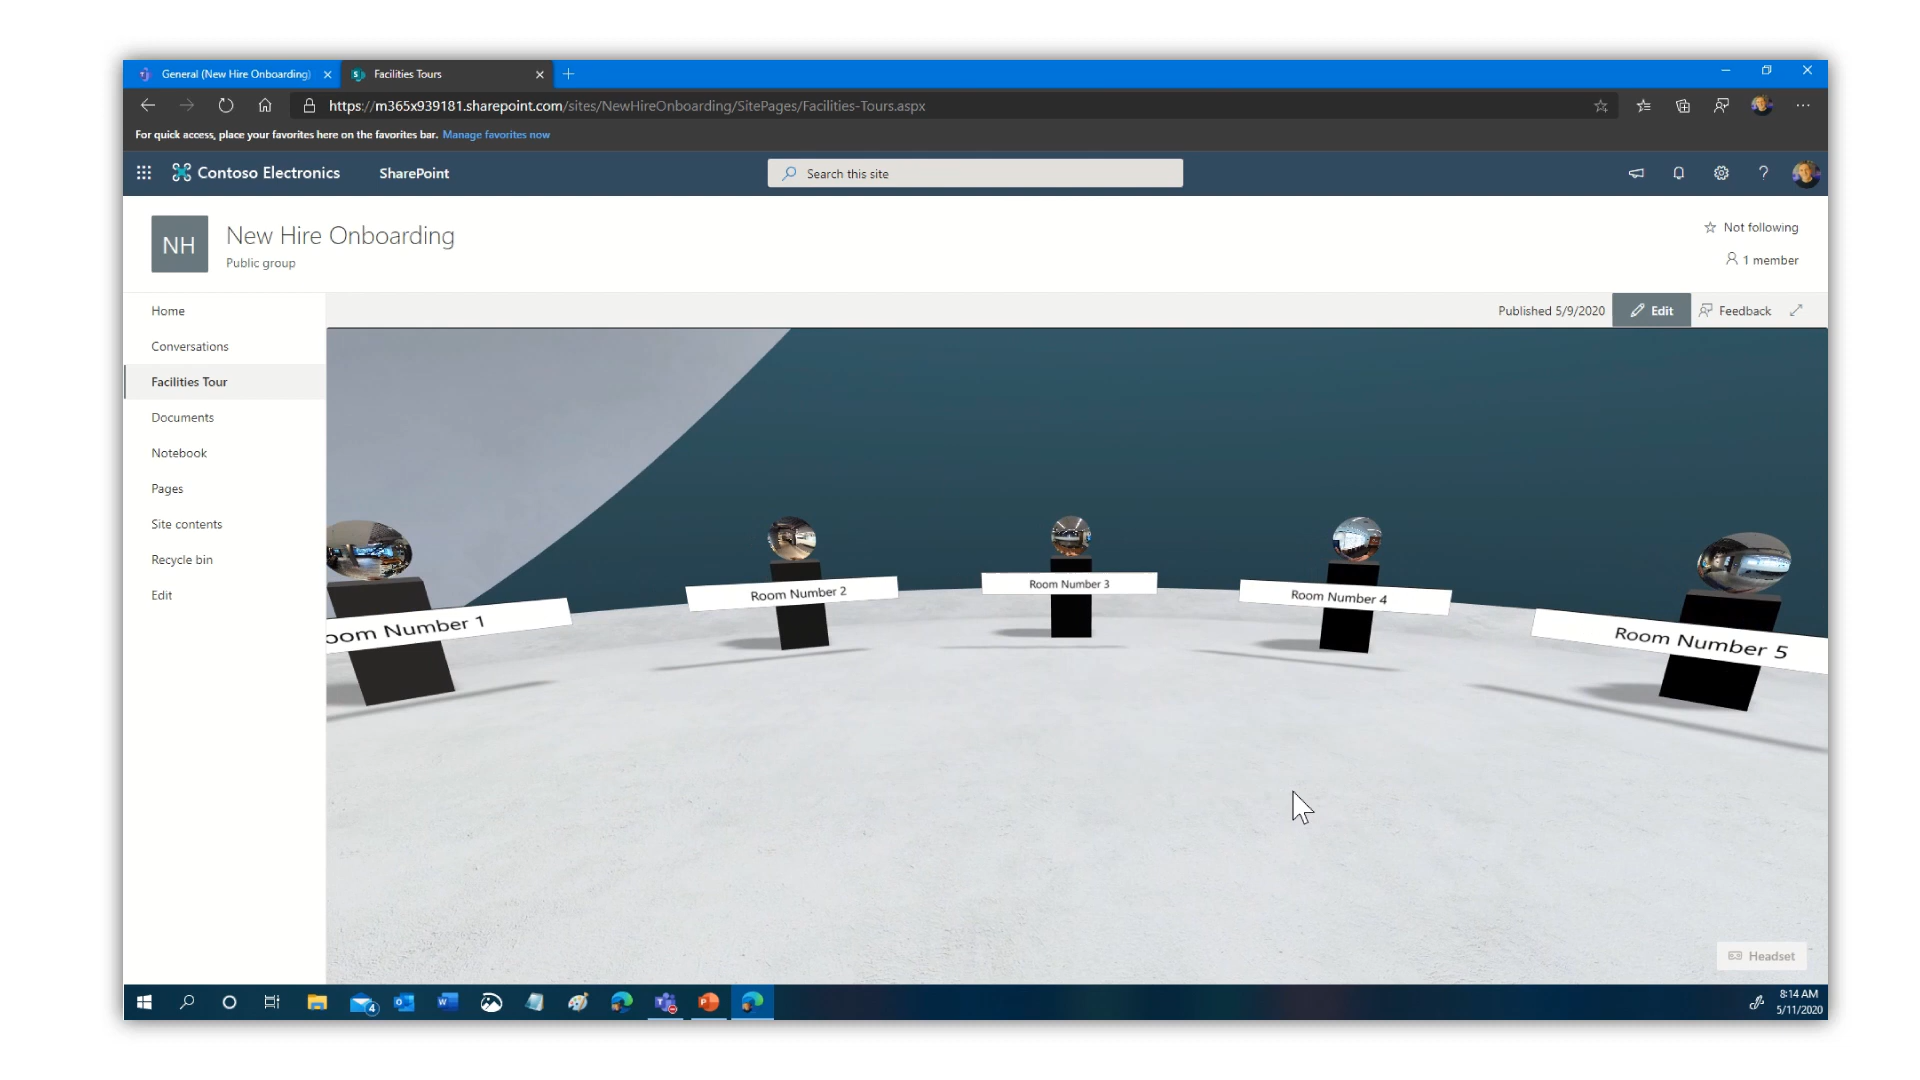 General (New Hire Onboarding)
Facilities Tours
https://m365x939181.sharepoint.com/sites/NewHireOnboarding/SitePages/Facilities-Tours.aspx
For quick access, place your favorites here on the favorites bar. Manage favorites now
Contoso Electronics
SharePoint
Search this site
NH
New Hire Onboarding
Public group
Not following
1 member
Home
Conversations
Facilities Tour
Documents
Notebook
Pages
Site contents
Recycle bin
Edit
Published 5/9/2020
Edit
Feedback
oom Number 1
Room Number 2
Room Number 3
Room Number 4
Room Number 5
Headset
4
8:14 AM
5/11/2020